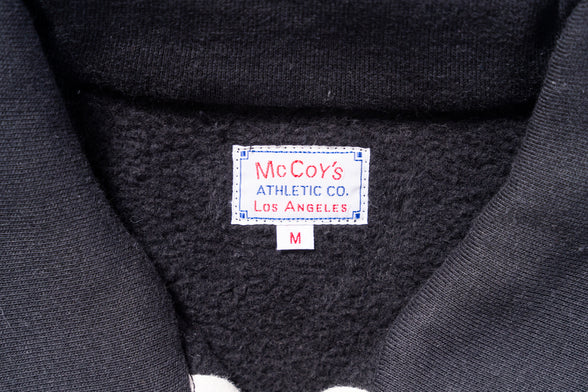 McCoy's
ATHLETIC CO.
LOS ANGELES
M